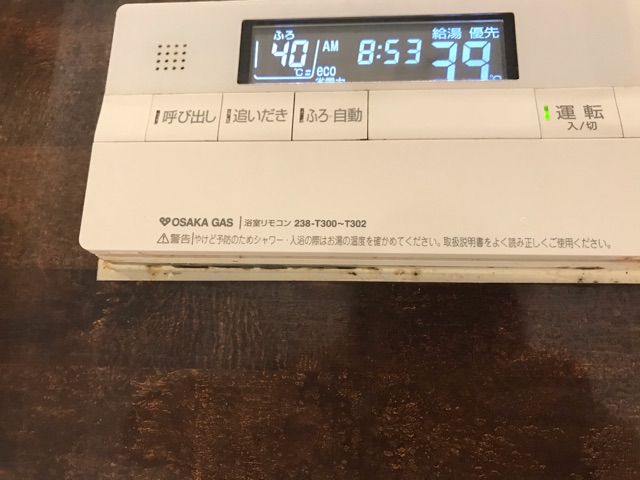 ふろ 給湯 優先
40 AM 8:53 39
℃ eco ℃
呼び出し 追いだき ふろ自動 運転
入/切
OSAKA GAS 浴室リモコン 238-T300~T302
警告 やけど予防のためシャワー・入浴の際はお湯の温度を確かめてください。取扱説明書をよく読み正しくご使用ください。